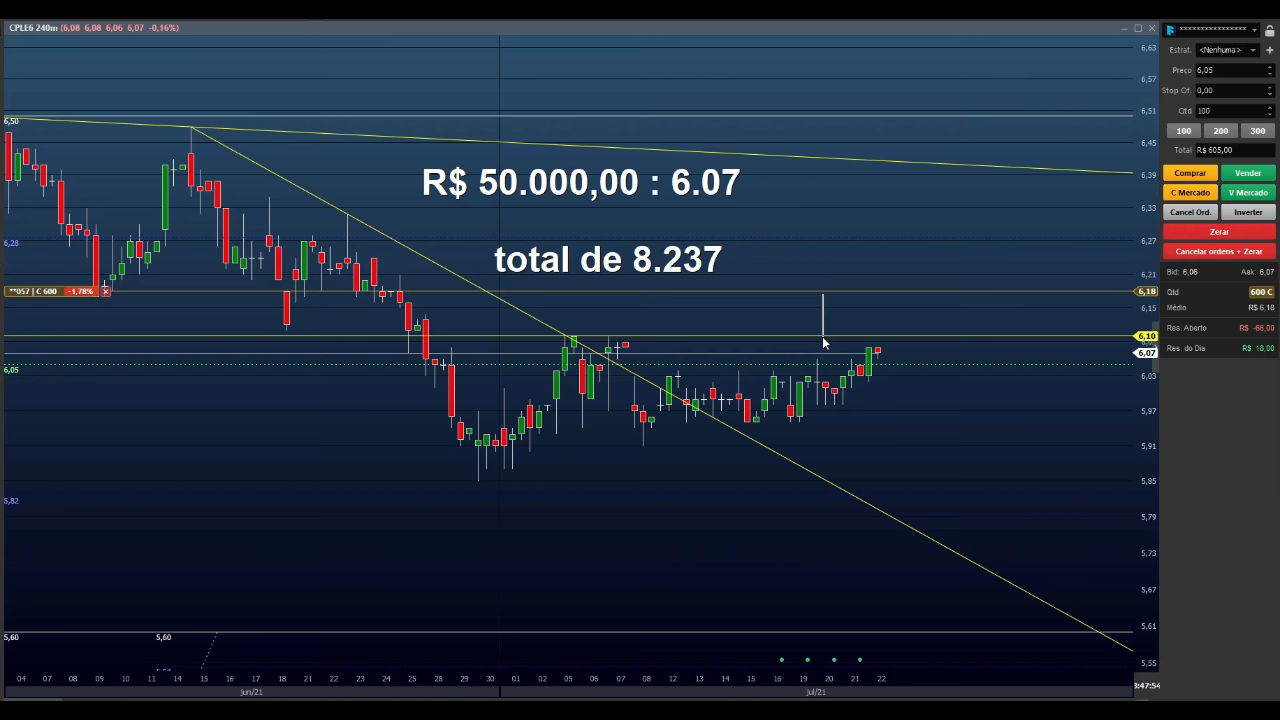 CPLE6 240m (6,08 6,08 6,06 6,07 -0,16%)
6,63
6,57
6,51
6,50
6,45
6,39
6,33
6,28
6,27
6,21
R$ 50.000,00 : 6.07
total de 8.237
**057 | C 600 -1,78% x
6,18
6,15
6,10
6,07
6,05
6,03
5,97
5,91
5,85
5,82
5,79
5,73
5,67
5,61
5,60
5,60
5,55
04 07 08 09 10 11 14 15 16 17 18 21 22 23 24 25 28 29 30 01 02 05 06 07 08 12 13 14 15 16 19 20 21 22
Jun/21 Jul/21
3:47:54
****************
Estrat. <Nenhuma>
Preço 6,05
Stop Of. 0,00
Qtd 100
100 200 300
Total R$ 605,00
Comprar Vender
C Mercado V Mercado
Cancel Ord. Inverter
Zerar
Cancelar ordens + Zerar
Bid: 6,06 Ask: 6,07
Qtd 600 C
Médio R$ 6,18
Res. Aberto R$ -66,00
Res. do Dia R$ 18,00